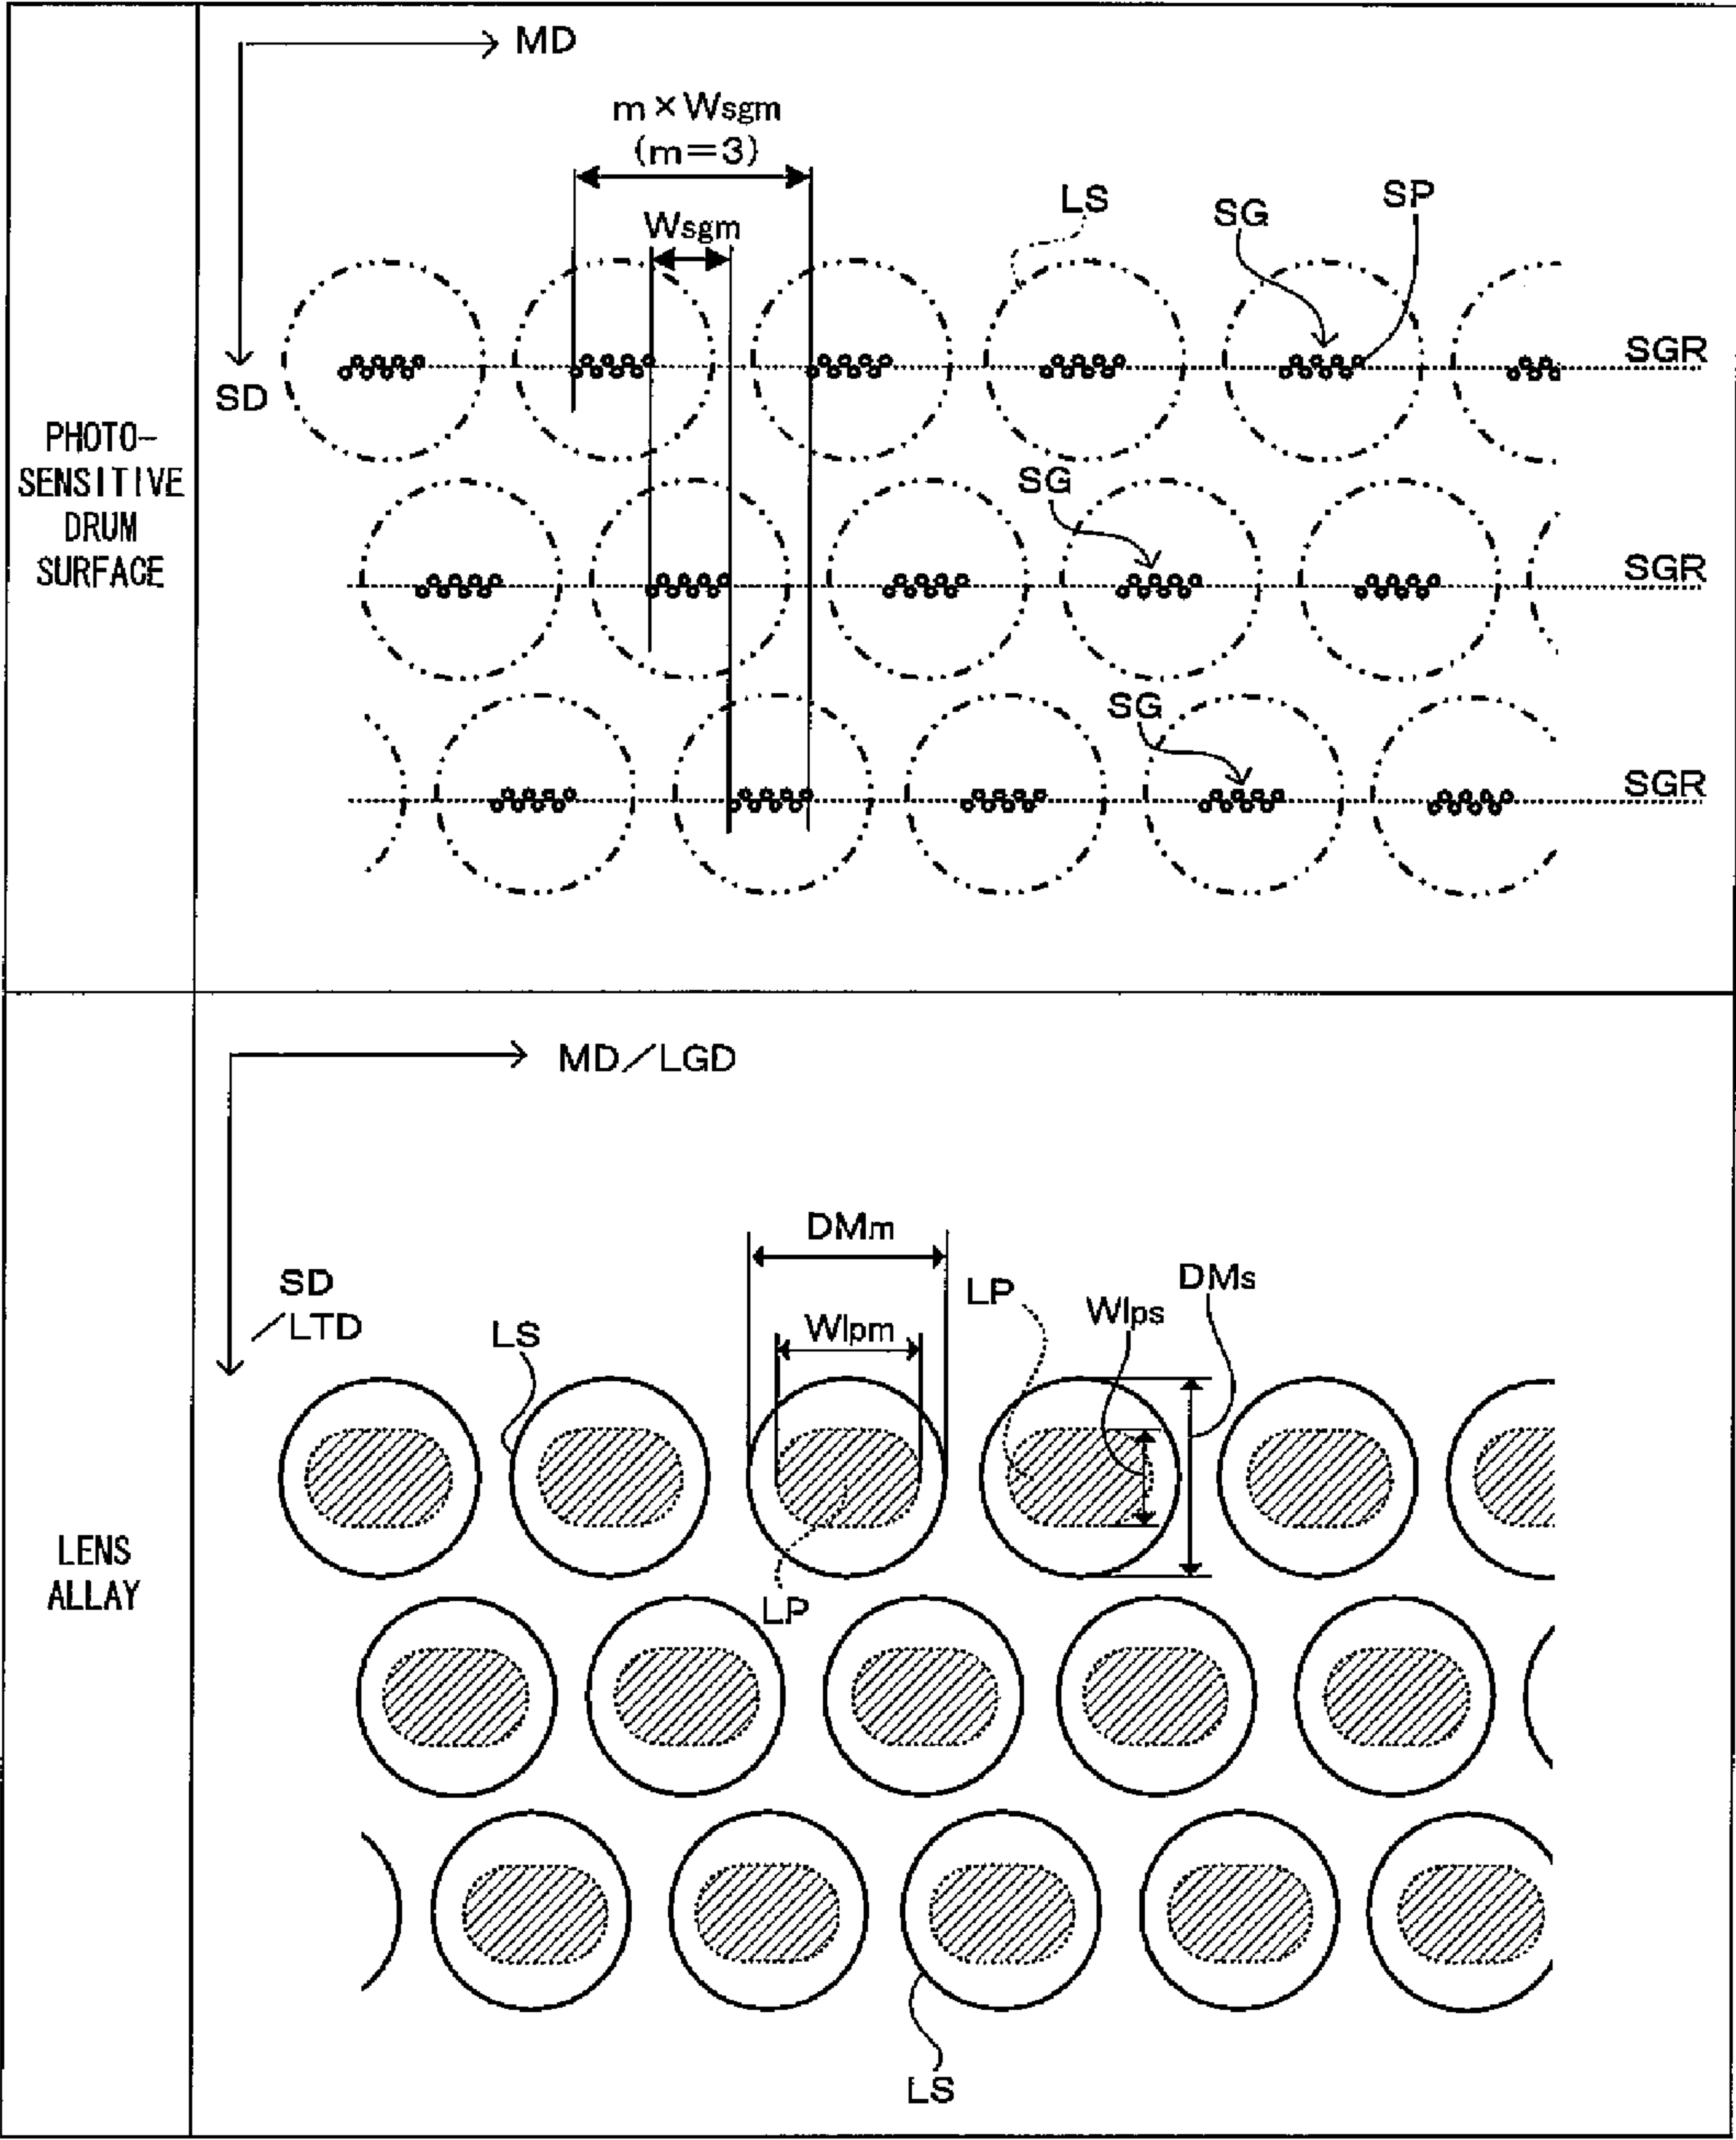 MD
m×Wsgm
(m=3)
Wsgm
LS
SG
SP
SD
SGR
PHOTO-
SENSITIVE
DRUM
SURFACE
SG
SGR
SG
SGR
MD/LGD
SD
/LTD
DMm
DMs
LP
Wlps
Wlpm
LS
LENS
ALLAY
LP
LS